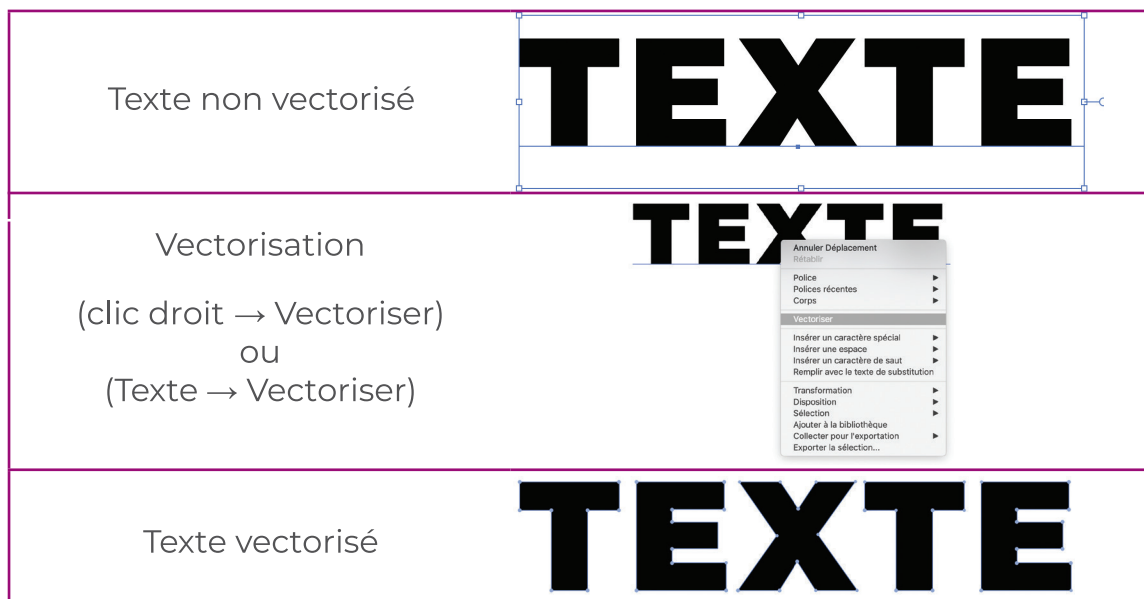 Texte non vectorisé
TEXTE
Vectorisation
(clic droit → Vectoriser)
ou
(Texte → Vectoriser)
TEXTE
Annuler Déplacement
Rétablir
Police
Polices récentes
Corps
Vectoriser
Insérer un caractère spécial
Insérer une espace
Insérer un caractère de saut
Remplir avec le texte de substitution
Transformation
Disposition
Sélection
Ajouter à la bibliothèque
Collecter pour l'exportation
Exporter la sélection...
Texte vectorisé
TEXTE